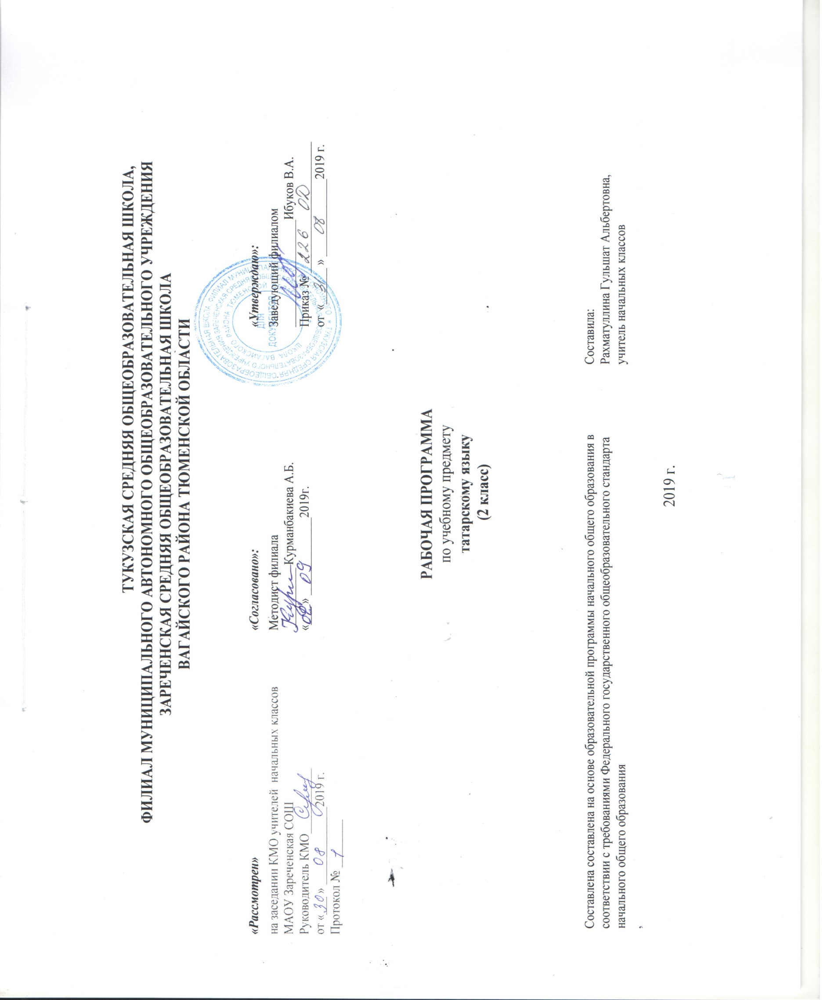 ТУКУЗСКАЯ СРЕДНЯЯ ОБЩЕОБРАЗОВАТЕЛЬНАЯ ШКОЛА,
ФИЛИАЛ МУНИЦИПАЛЬНОГО АВТОНОМНОГО ОБЩЕОБРАЗОВАТЕЛЬНОГО УЧРЕЖДЕНИЯ
ЗАРЕЧЕНСКАЯ СРЕДНЯЯ ОБЩЕОБРАЗОВАТЕЛЬНАЯ ШКОЛА
ВАГАЙСКОГО РАЙОНА ТЮМЕНСКОЙ ОБЛАСТИ
«Рассмотрен»
на заседании КМО учителей начальных классов
МАОУ Зареченская СОШ
Руководитель КМО
от «30» 08 2019 г.
Протокол № 1
«Согласовано»:
Методист филиала
Курманбакиева А.Б.
«02» 09 2019г.
«Утверждаю»:
Заведующий филиалом
Ибуков В.А.
Приказ № 226 ОД
от «31» 08 2019 г.
ДЛЯ
ДОКУМЕНТОВ
РАБОЧАЯ ПРОГРАММА
по учебному предмету
татарскому языку
(2 класс)
Составлена составлена на основе образовательной программы начального общего образования в
соответствии с требованиями Федерального государственного общеобразовательного стандарта
начального общего образования
,
Составила:
Рахматуллина Гульшат Альбертовна,
учитель начальных классов
2019 г.